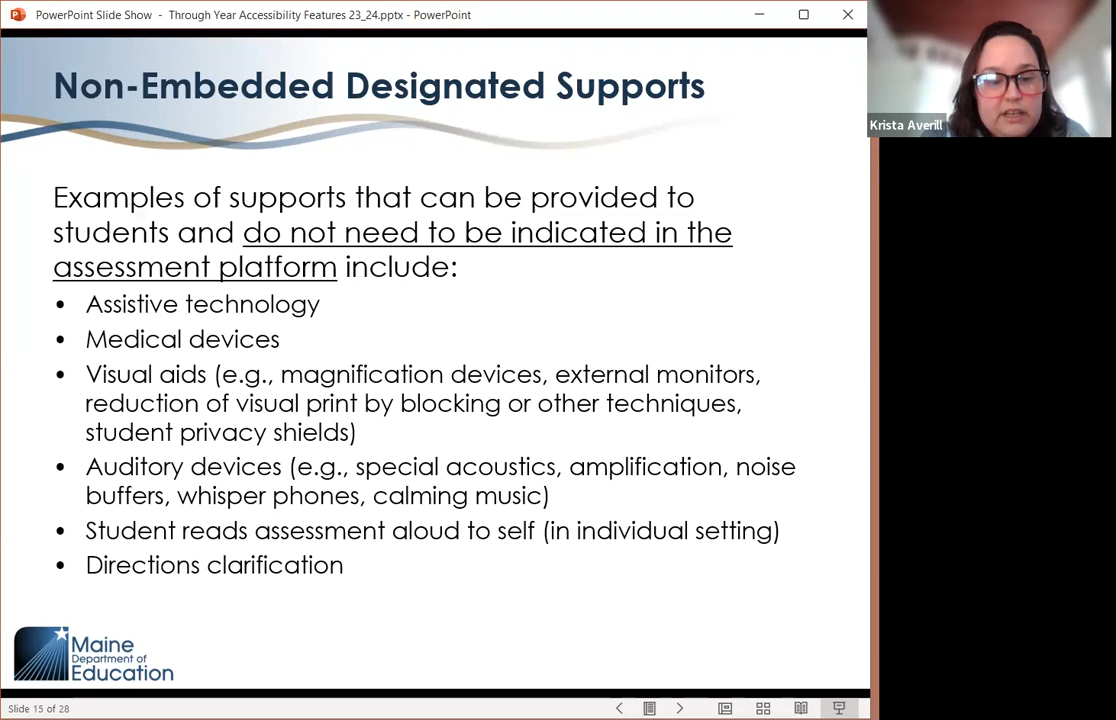 PowerPoint Slide Show - Through Year Accessibility Features 23_24.pptx - PowerPoint
Krista Averill
Non-Embedded Designated Supports
Examples of supports that can be provided to
students and do not need to be indicated in the
assessment platform include:
• Assistive technology
• Medical devices
• Visual aids (e.g., magnification devices, external monitors,
reduction of visual print by blocking or other techniques,
student privacy shields)
• Auditory devices (e.g., special acoustics, amplification, noise
buffers, whisper phones, calming music)
• Student reads assessment aloud to self (in individual setting)
• Directions clarification
Maine
Department of
Education
Slide 15 of 28